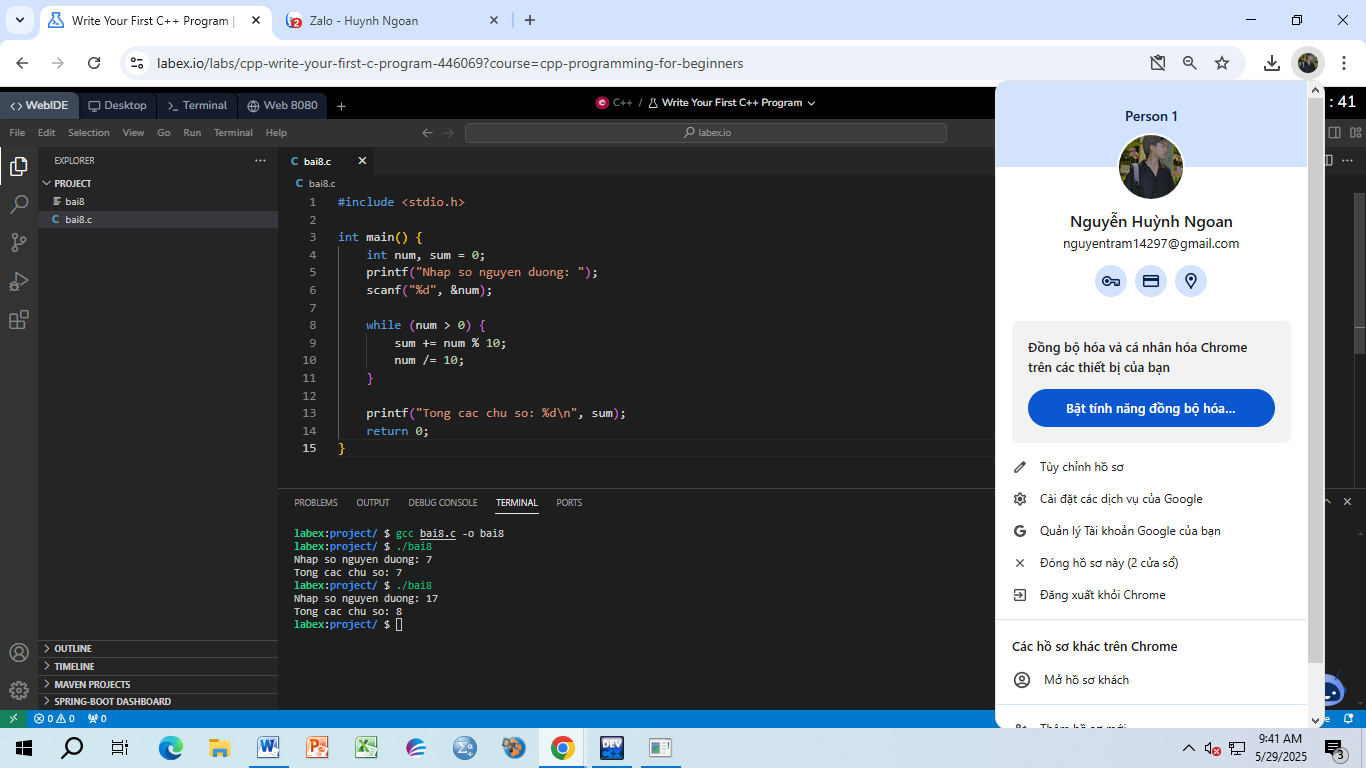 Write Your First C++ Program |
Zalo - Huynh Ngoan
labex.io/labs/cpp-write-your-first-c-program-446069?course=cpp-programming-for-beginners
WebIDE
Desktop
Terminal
Web 8080
C++ / Write Your First C++ Program
: 41
File Edit Selection View Go Run Terminal Help
labex.io
EXPLORER
PROJECT
bai8
C bai8.c
OUTLINE
TIMELINE
MAVEN PROJECTS
SPRING-BOOT DASHBOARD
C bai8.c
C bai8.c
1 #include <stdio.h>
2
3 int main() {
4 int num, sum = 0;
5 printf("Nhap so nguyen duong: ");
6 scanf("%d", &num);
7
8 while (num > 0) {
9 sum += num % 10;
10 num /= 10;
11 }
12
13 printf("Tong cac chu so: %d\n", sum);
14 return 0;
15 }
PROBLEMS OUTPUT DEBUG CONSOLE TERMINAL PORTS
labex:project/ $ gcc bai8.c -o bai8
labex:project/ $ ./bai8
Nhap so nguyen duong: 7
Tong cac chu so: 7
labex:project/ $ ./bai8
Nhap so nguyen duong: 17
Tong cac chu so: 8
labex:project/ $
Person 1
Nguyễn Huỳnh Ngoan
nguyentram14297@gmail.com
Đồng bộ hóa và cá nhân hóa Chrome
trên các thiết bị của bạn
Bật tính năng đồng bộ hóa...
Tùy chỉnh hồ sơ
Cài đặt các dịch vụ của Google
Quản lý Tài khoản Google của bạn
Đóng hồ sơ này (2 cửa sổ)
Đăng xuất khỏi Chrome
Các hồ sơ khác trên Chrome
Mở hồ sơ khách
Thêm hồ sơ mới
0 0 0
9:41 AM
5/29/2025
3